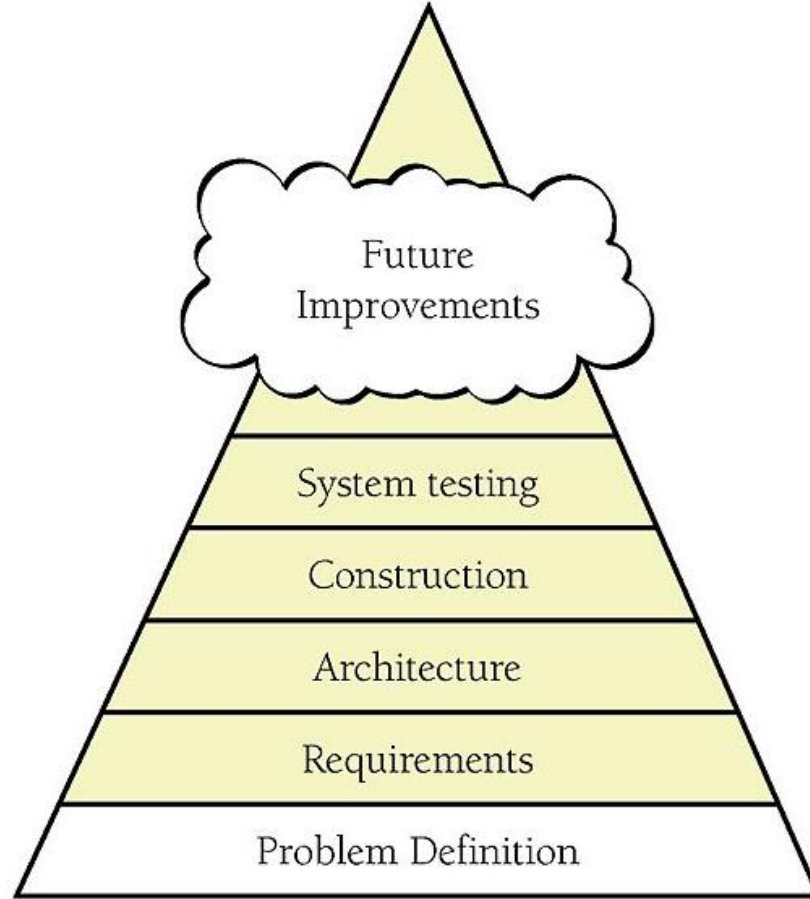 Future
Improvements
System testing
Construction
Architecture
Requirements
Problem Definition